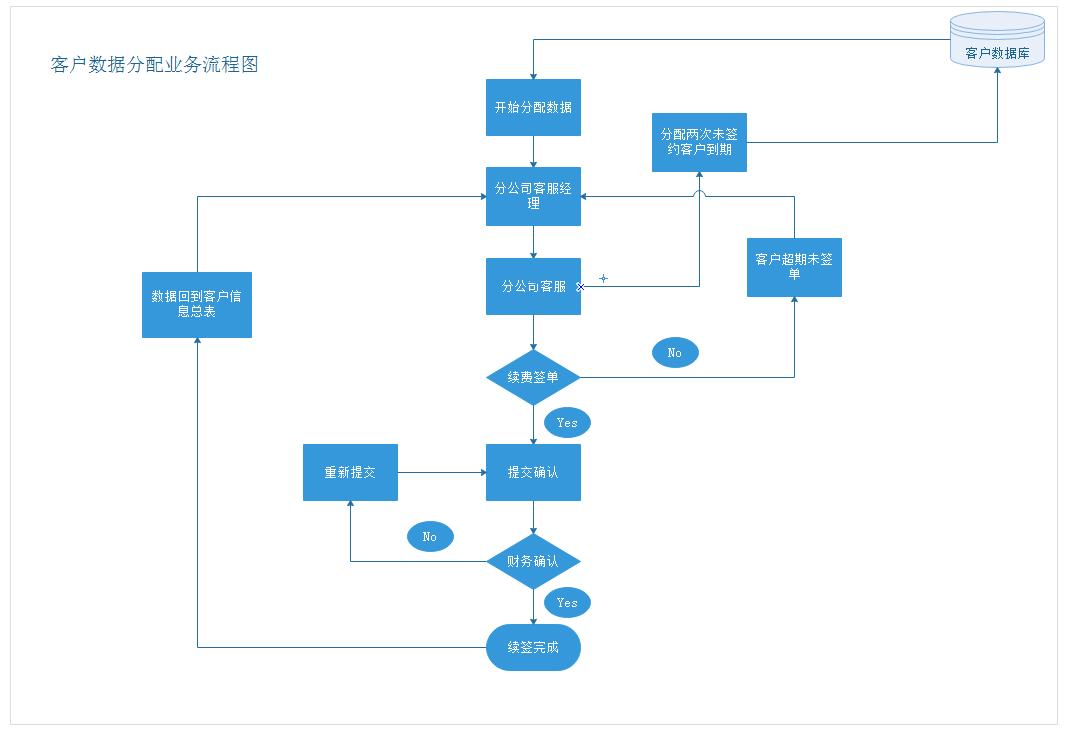 客户数据库
客户数据分配业务流程图
开始分配数据
分配两次未签
约客户到期
分公司客服经
理
客户超期未签
单
分公司客服
数据回到客户信
息总表
No
续费签单
Yes
重新提交
提交确认
No
财务确认
Yes
续签完成